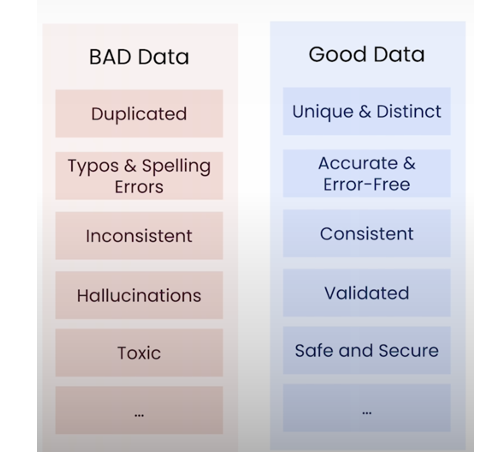 BAD Data
Duplicated
Typos & Spelling
Errors
Inconsistent
Hallucinations
Toxic
...
Good Data
Unique & Distinct
Accurate &
Error-Free
Consistent
Validated
Safe and Secure
...